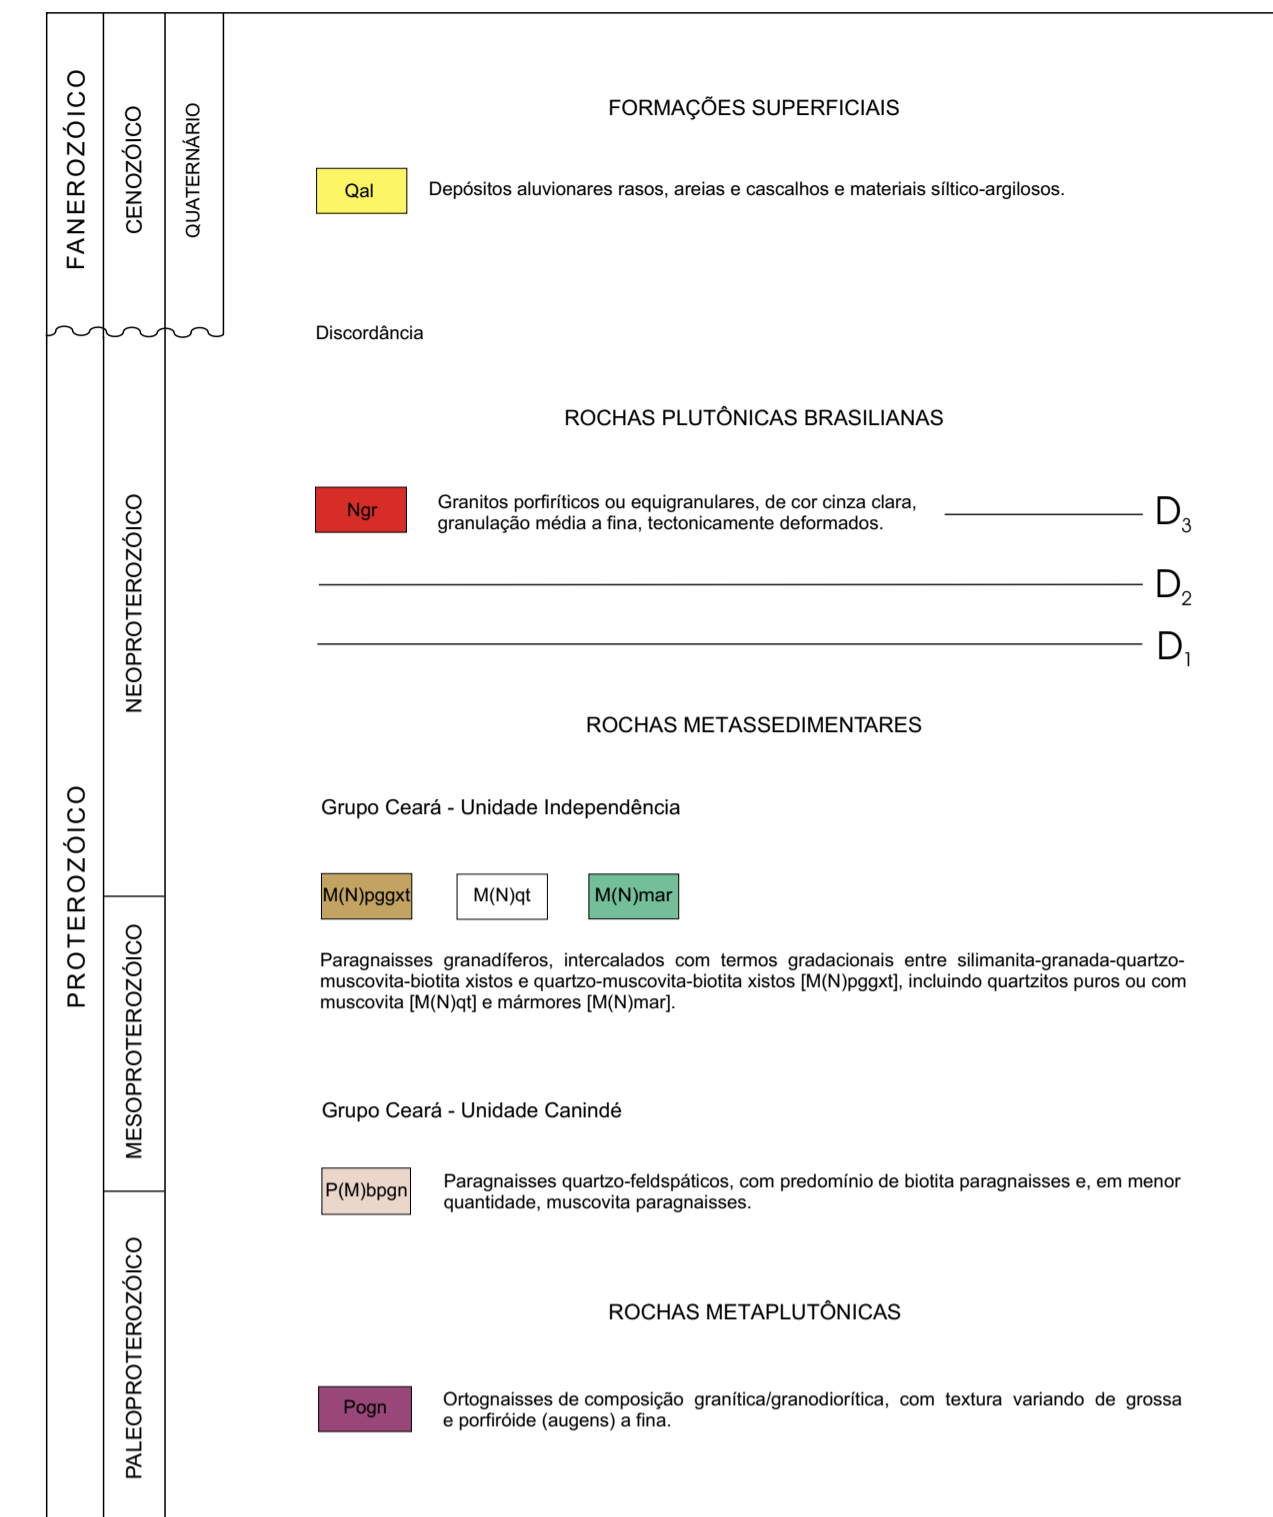 FANEROZÓICO
CENOZÓICO
QUATERNÁRIO
FORMAÇÕES SUPERFICIAIS
Qal
Depósitos aluvionares rasos, areias e cascalhos e materiais síltico-argilosos.
Discordância
PROTEROZÓICO
NEOPROTEROZÓICO
ROCHAS PLUTÔNICAS BRASILIANAS
Ngr
Granitos porfiríticos ou equigranulares, de cor cinza clara,
granulação média a fina, tectonicamente deformados.
D3
D2
D1
ROCHAS METASSEDIMENTARES
Grupo Ceará - Unidade Independência
M(N)pggxt
M(N)qt
M(N)mar
MESOPROTEROZÓICO
Paragnaisses granadíferos, intercalados com termos gradacionais entre silimanita-granada-quartzo-
muscovita-biotita xistos e quartzo-muscovita-biotita xistos [M(N)pggxt], incluindo quartzitos puros ou com
muscovita [M(N)qt] e mármores [M(N)mar].
Grupo Ceará - Unidade Canindé
P(M)bpgn
Paragnaisses quartzo-feldspáticos, com predomínio de biotita paragnaisses e, em menor
quantidade, muscovita paragnaisses.
PALEOPROTEROZÓICO
ROCHAS METAPLUTÔNICAS
Pogn
Ortognaisses de composição granítica/granodiorítica, com textura variando de grossa
e porfiróide (augens) a fina.